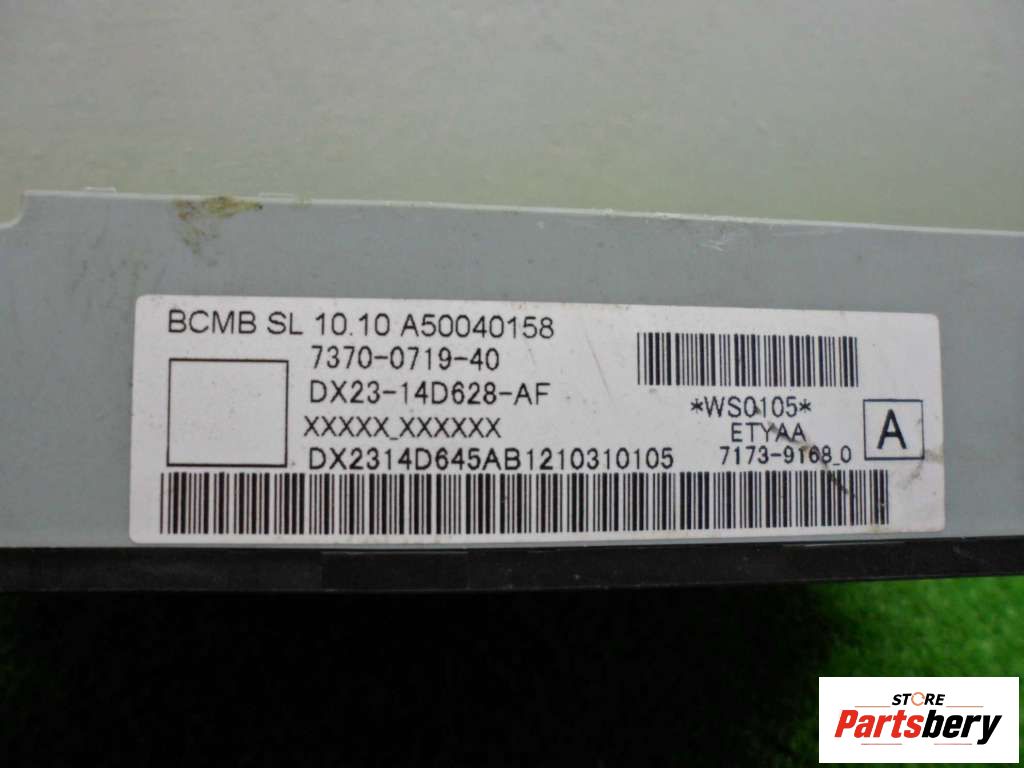 BCMB SL 10.10 A50040158
7370-0719-40
DX23-14D628-AF
XXXXX_XXXXXX
DX2314D645AB1210310105
*WS0105*
ETYAA
7173-9168_0
A
STORE
Partsbery